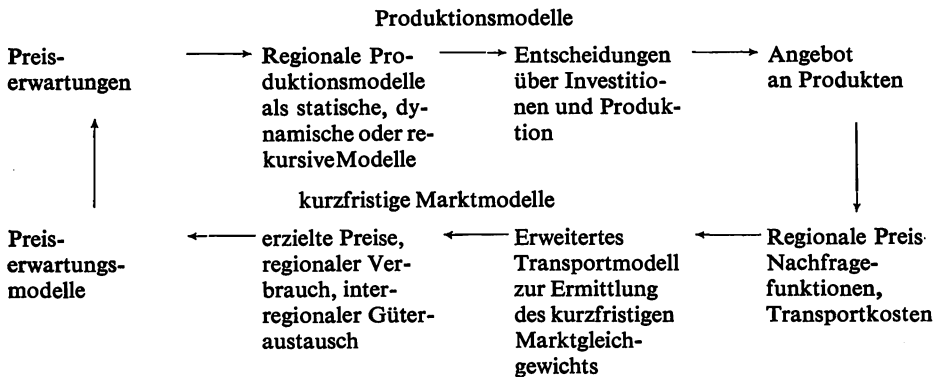 Produktionsmodelle
Preis-
erwartungen
Regionale Pro-
duktionsmodelle
als statische, dy-
namische oder re-
kursive Modelle
Entscheidungen
über Investitio-
nen und Produk-
tion
Angebot
an Produkten
kurzfristige Marktmodelle
Preis-
erwartungs-
modelle
erzielte Preise,
regionaler Ver-
brauch, inter-
regionaler Güter-
austausch
Erweitertes
Transportmodell
zur Ermittlung
des kurzfristigen
Marktgleich-
gewichts
Regionale Preis-
Nachfrage-
funktionen,
Transportkosten